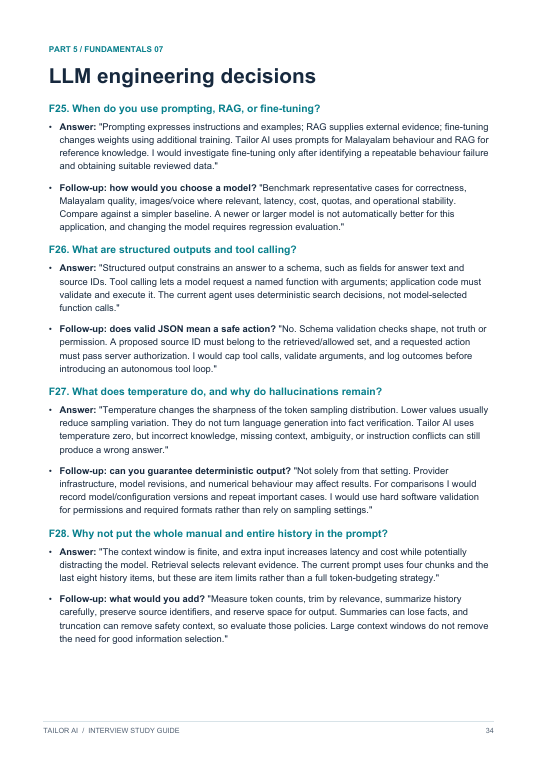 PART 5 / FUNDAMENTALS 07
LLM engineering decisions
F25. When do you use prompting, RAG, or fine-tuning?
• Answer: "Prompting expresses instructions and examples; RAG supplies external evidence; fine-tuning
changes weights using additional training. Tailor AI uses prompts for Malayalam behaviour and RAG for
reference knowledge. I would investigate fine-tuning only after identifying a repeatable behaviour failure
and obtaining suitable reviewed data."
• Follow-up: how would you choose a model? "Benchmark representative cases for correctness,
Malayalam quality, images/voice where relevant, latency, cost, quotas, and operational stability.
Compare against a simpler baseline. A newer or larger model is not automatically better for this
application, and changing the model requires regression evaluation."
F26. What are structured outputs and tool calling?
• Answer: "Structured output constrains an answer to a schema, such as fields for answer text and
source IDs. Tool calling lets a model request a named function with arguments; application code must
validate and execute it. The current agent uses deterministic search decisions, not model-selected
function calls."
• Follow-up: does valid JSON mean a safe action? "No. Schema validation checks shape, not truth or
permission. A proposed source ID must belong to the retrieved/allowed set, and a requested action
must pass server authorization. I would cap tool calls, validate arguments, and log outcomes before
introducing an autonomous tool loop."
F27. What does temperature do, and why do hallucinations remain?
• Answer: "Temperature changes the sharpness of the token sampling distribution. Lower values usually
reduce sampling variation. They do not turn language generation into fact verification. Tailor AI uses
temperature zero, but incorrect knowledge, missing context, ambiguity, or instruction conflicts can still
produce a wrong answer."
• Follow-up: can you guarantee deterministic output? "Not solely from that setting. Provider
infrastructure, model revisions, and numerical behaviour may affect results. For comparisons I would
record model/configuration versions and repeat important cases. I would use hard software validation
for permissions and required formats rather than rely on sampling settings."
F28. Why not put the whole manual and entire history in the prompt?
• Answer: "The context window is finite, and extra input increases latency and cost while potentially
distracting the model. Retrieval selects relevant evidence. The current prompt uses four chunks and the
last eight history items, but these are item limits rather than a full token-budgeting strategy."
• Follow-up: what would you add? "Measure token counts, trim by relevance, summarize history
carefully, preserve source identifiers, and reserve space for output. Summaries can lose facts, and
truncation can remove safety context, so evaluate those policies. Large context windows do not remove
the need for good information selection."
TAILOR AI / INTERVIEW STUDY GUIDE
34